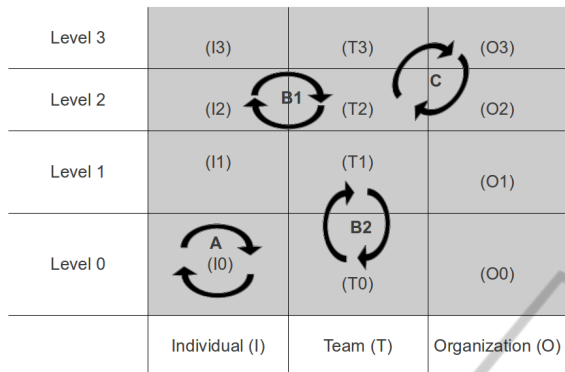 Level 3 (I3) (T3) (O3)
C
Level 2 (I2) B1 (T2) (O2)
Level 1 (I1) (T1) (O1)
A B2
Level 0 (I0) (T0) (O0)
Individual (I) Team (T) Organization (O)